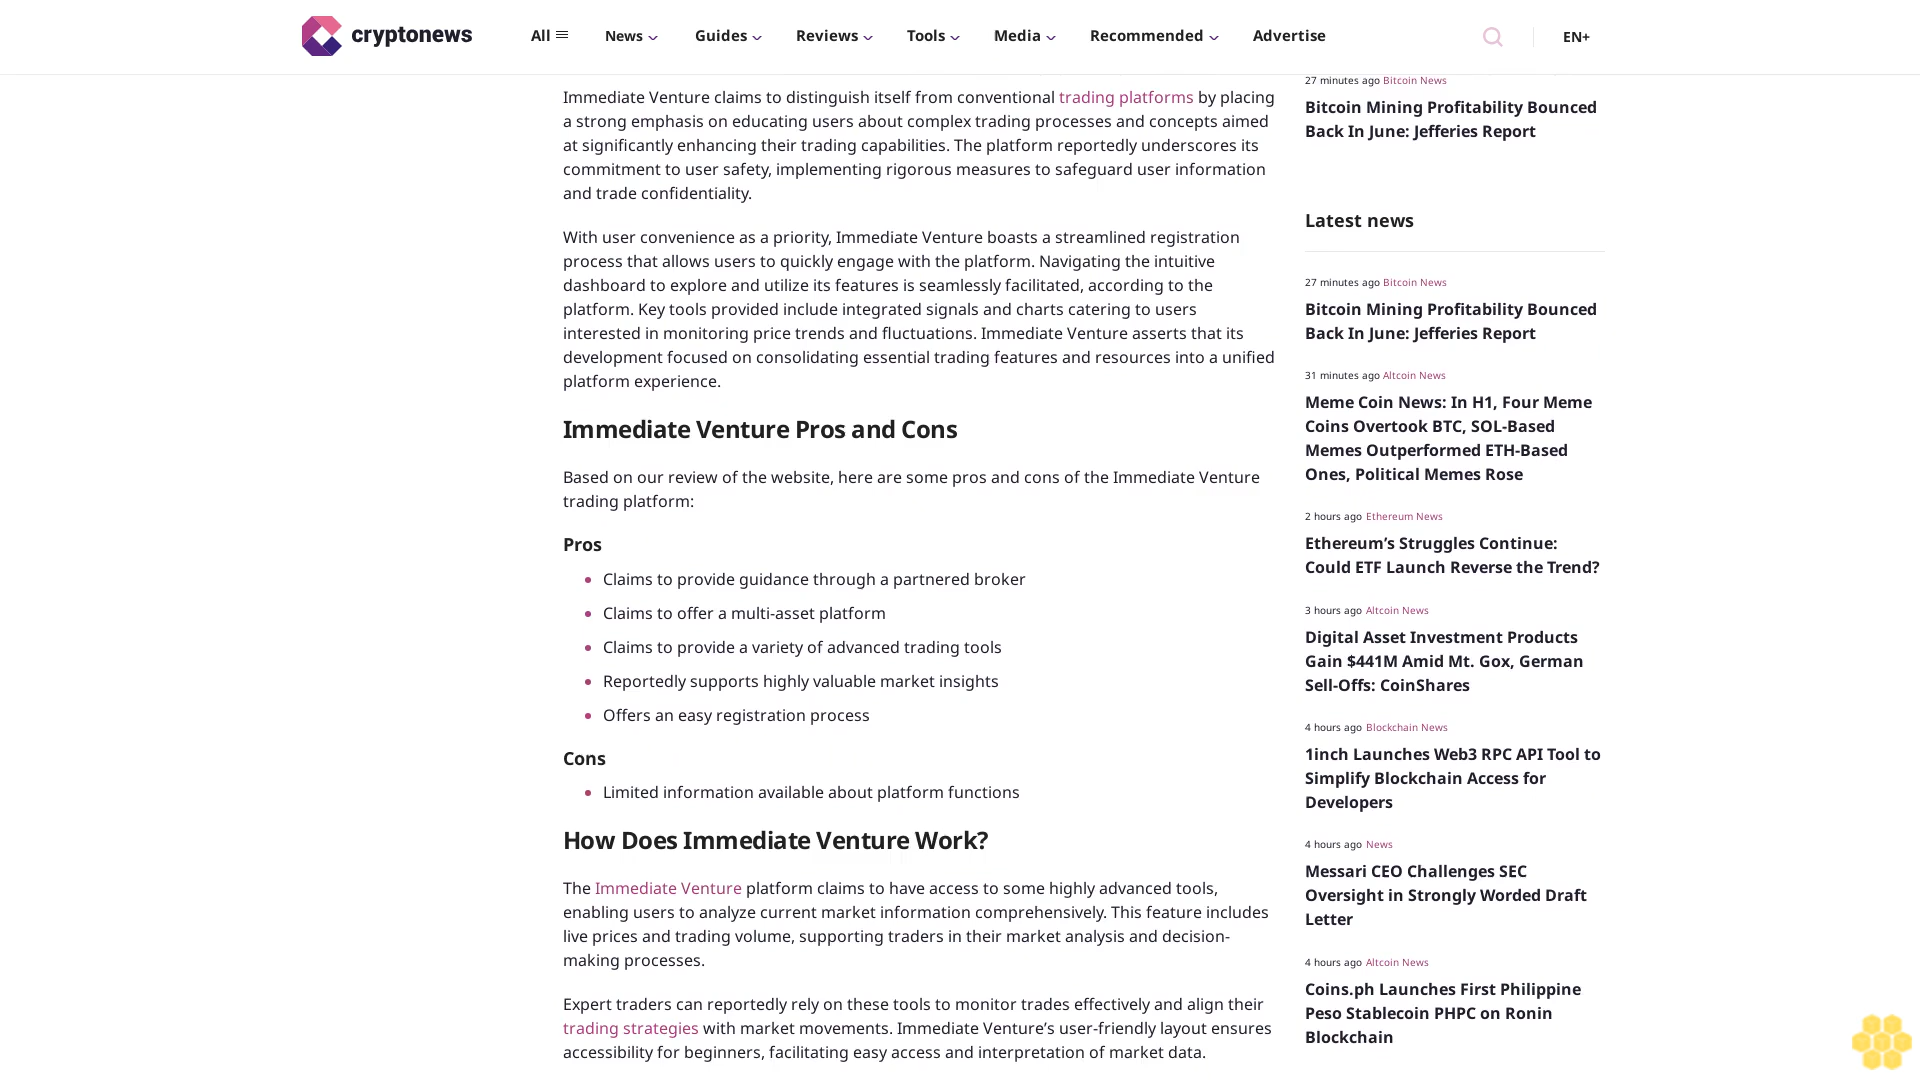 cryptonews
All
News
Guides
Reviews
Tools
Media
Recommended
Advertise
EN+
Immediate Venture claims to distinguish itself from conventional trading platforms by placing
a strong emphasis on educating users about complex trading processes and concepts aimed
at significantly enhancing their trading capabilities. The platform reportedly underscores its
commitment to user safety, implementing rigorous measures to safeguard user information
and trade confidentiality.
With user convenience as a priority, Immediate Venture boasts a streamlined registration
process that allows users to quickly engage with the platform. Navigating the intuitive
dashboard to explore and utilize its features is seamlessly facilitated, according to the
platform. Key tools provided include integrated signals and charts catering to users
interested in monitoring price trends and fluctuations. Immediate Venture asserts that its
development focused on consolidating essential trading features and resources into a unified
platform experience.
Immediate Venture Pros and Cons
Based on our review of the website, here are some pros and cons of the Immediate Venture
trading platform:
Pros
Claims to provide guidance through a partnered broker
Claims to offer a multi-asset platform
Claims to provide a variety of advanced trading tools
Reportedly supports highly valuable market insights
Offers an easy registration process
Cons
Limited information available about platform functions
How Does Immediate Venture Work?
The Immediate Venture platform claims to have access to some highly advanced tools,
enabling users to analyze current market information comprehensively. This feature includes
live prices and trading volume, supporting traders in their market analysis and decision-
making processes.
Expert traders can reportedly rely on these tools to monitor trades effectively and align their
trading strategies with market movements. Immediate Venture’s user-friendly layout ensures
accessibility for beginners, facilitating easy access and interpretation of market data.
27 minutes ago Bitcoin News
Bitcoin Mining Profitability Bounced
Back In June: Jefferies Report
Latest news
27 minutes ago Bitcoin News
Bitcoin Mining Profitability Bounced
Back In June: Jefferies Report
31 minutes ago Altcoin News
Meme Coin News: In H1, Four Meme
Coins Overtook BTC, SOL-Based
Memes Outperformed ETH-Based
Ones, Political Memes Rose
2 hours ago Ethereum News
Ethereum’s Struggles Continue:
Could ETF Launch Reverse the Trend?
3 hours ago Altcoin News
Digital Asset Investment Products
Gain $441M Amid Mt. Gox, German
Sell-Offs: CoinShares
4 hours ago Blockchain News
1inch Launches Web3 RPC API Tool to
Simplify Blockchain Access for
Developers
4 hours ago News
Messari CEO Challenges SEC
Oversight in Strongly Worded Draft
Letter
4 hours ago Altcoin News
Coins.ph Launches First Philippine
Peso Stablecoin PHPC on Ronin
Blockchain